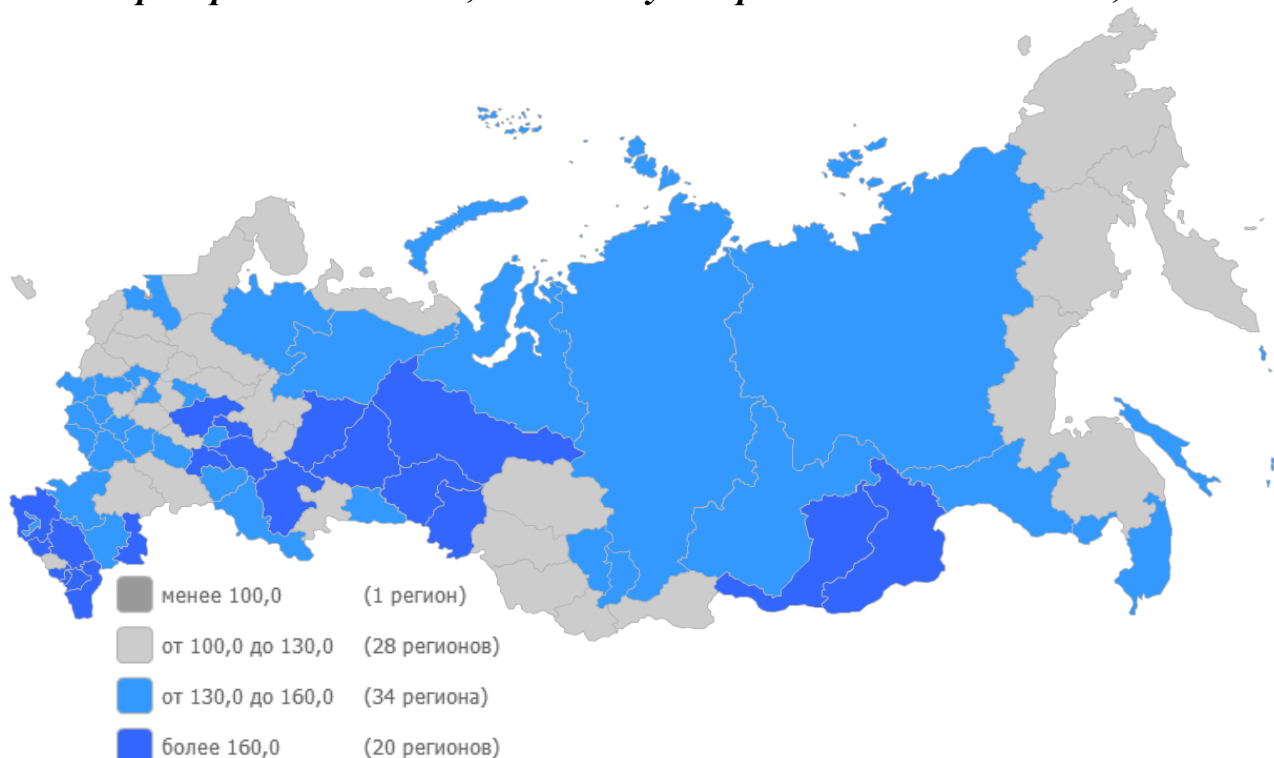 менее 100,0 (1 регион)
от 100,0 до 130,0 (28 регионов)
от 130,0 до 160,0 (34 региона)
более 160,0 (20 регионов)